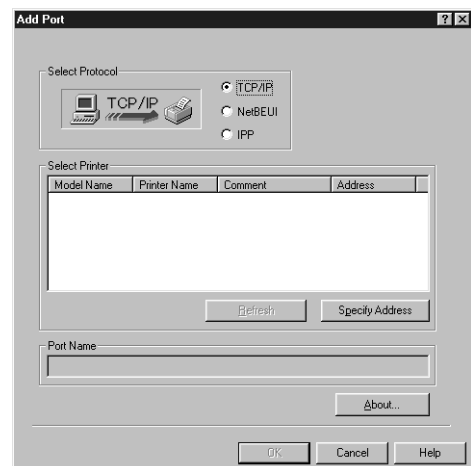 Add Port
Select Protocol
TCP/IP
TCP/IP
NetBEUI
IPP
Select Printer
Model Name Printer Name Comment Address
Refresh Specify Address
Port Name
About...
OK Cancel Help